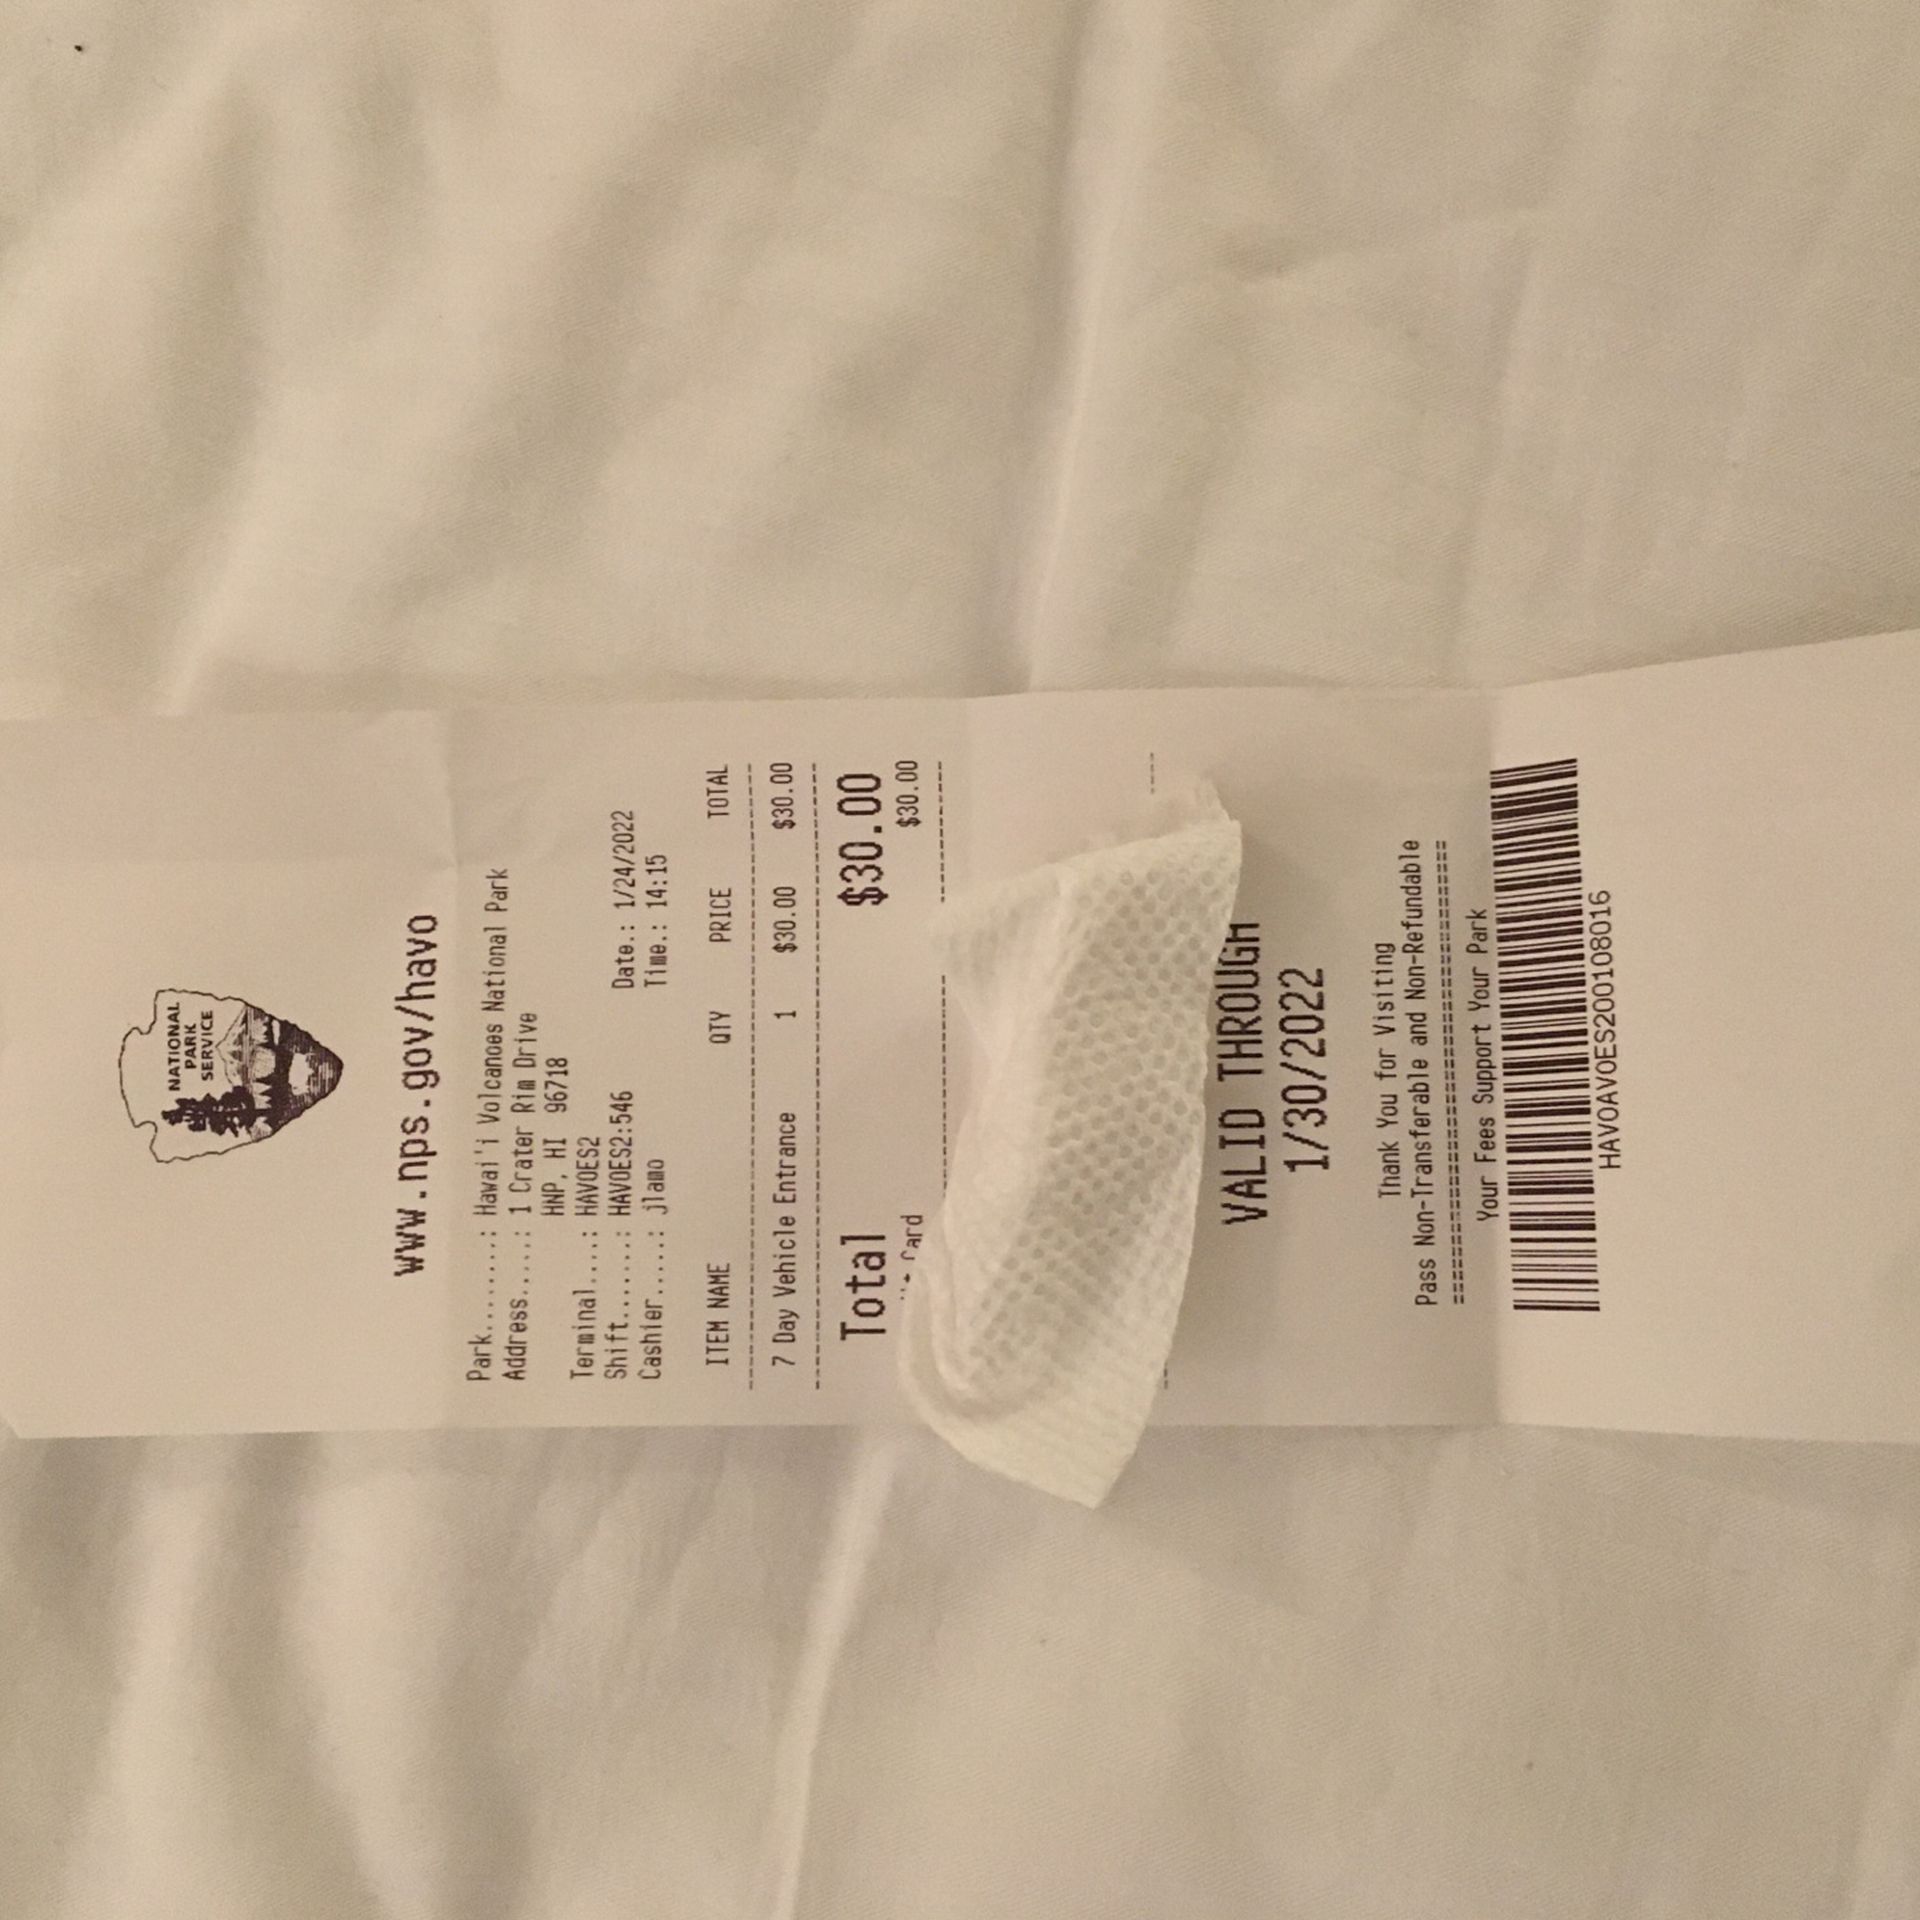 NATIONAL
PARK
SERVICE
www.nps.gov/havo
Park........: Hawai'i Volcanoes National Park
Address.....: 1 Crater Rim Drive
HNP, HI 96718
Terminal....: HAVOES2
Shift.......: HAVOES2:546 Date.: 1/24/2022
Cashier.....: jlamo Time.: 14:15
ITEM NAME QTY PRICE TOTAL
7 Day Vehicle Entrance 1 $30.00 $30.00
Total $30.00
Card $30.00
VALID THROUGH
1/30/2022
Thank You for Visiting
Pass Non-Transferable and Non-Refundable
Your Fees Support Your Park
HAVOAVOES200108016